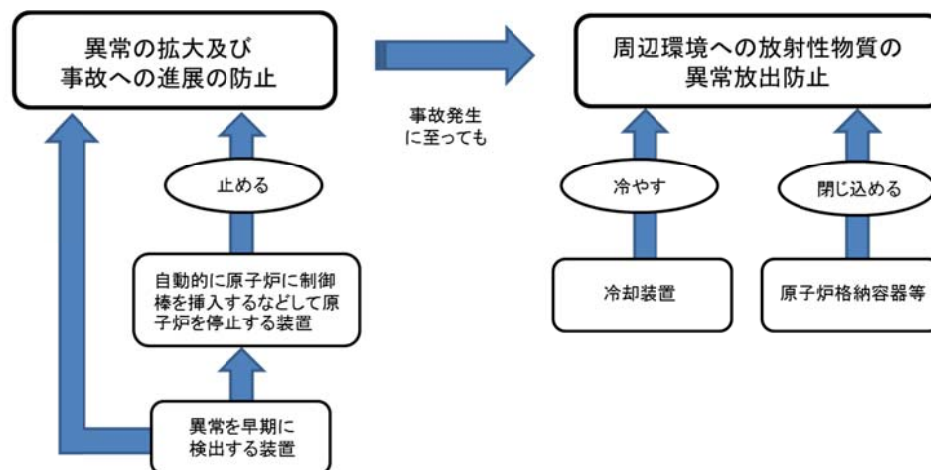 異常の拡大及び
事故への進展の防止
周辺環境への放射性物質の
異常放出防止
事故発生
に至っても
止める
冷やす
閉じ込める
自動的に原子炉に制御
棒を挿入するなどして原
子炉を停止する装置
冷却装置
原子炉格納容器等
異常を早期に
検出する装置